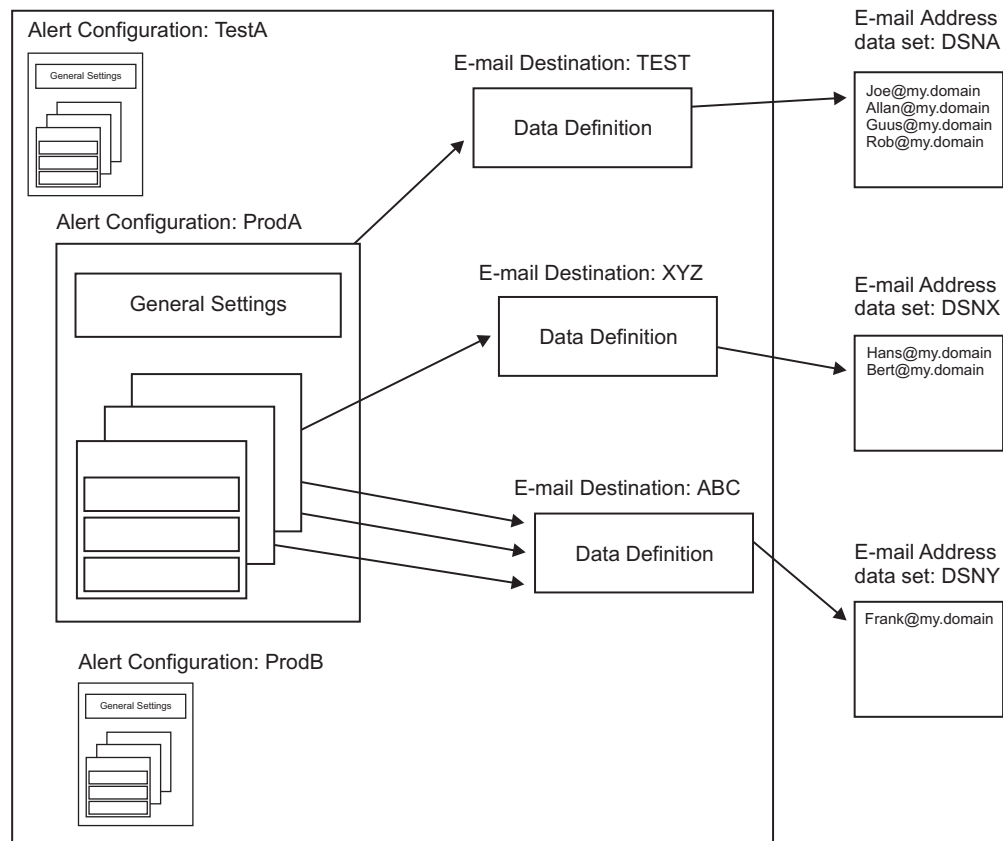 Alert Configuration: TestA
General Settings
E-mail Destination: TEST
Data Definition
E-mail Address
data set: DSNA
Joe@my.domain
Allan@my.domain
Guus@my.domain
Rob@my.domain
Alert Configuration: ProdA
General Settings
E-mail Destination: XYZ
Data Definition
E-mail Address
data set: DSNX
Hans@my.domain
Bert@my.domain
E-mail Destination: ABC
Data Definition
E-mail Address
data set: DSNY
Frank@my.domain
Alert Configuration: ProdB
General Settings